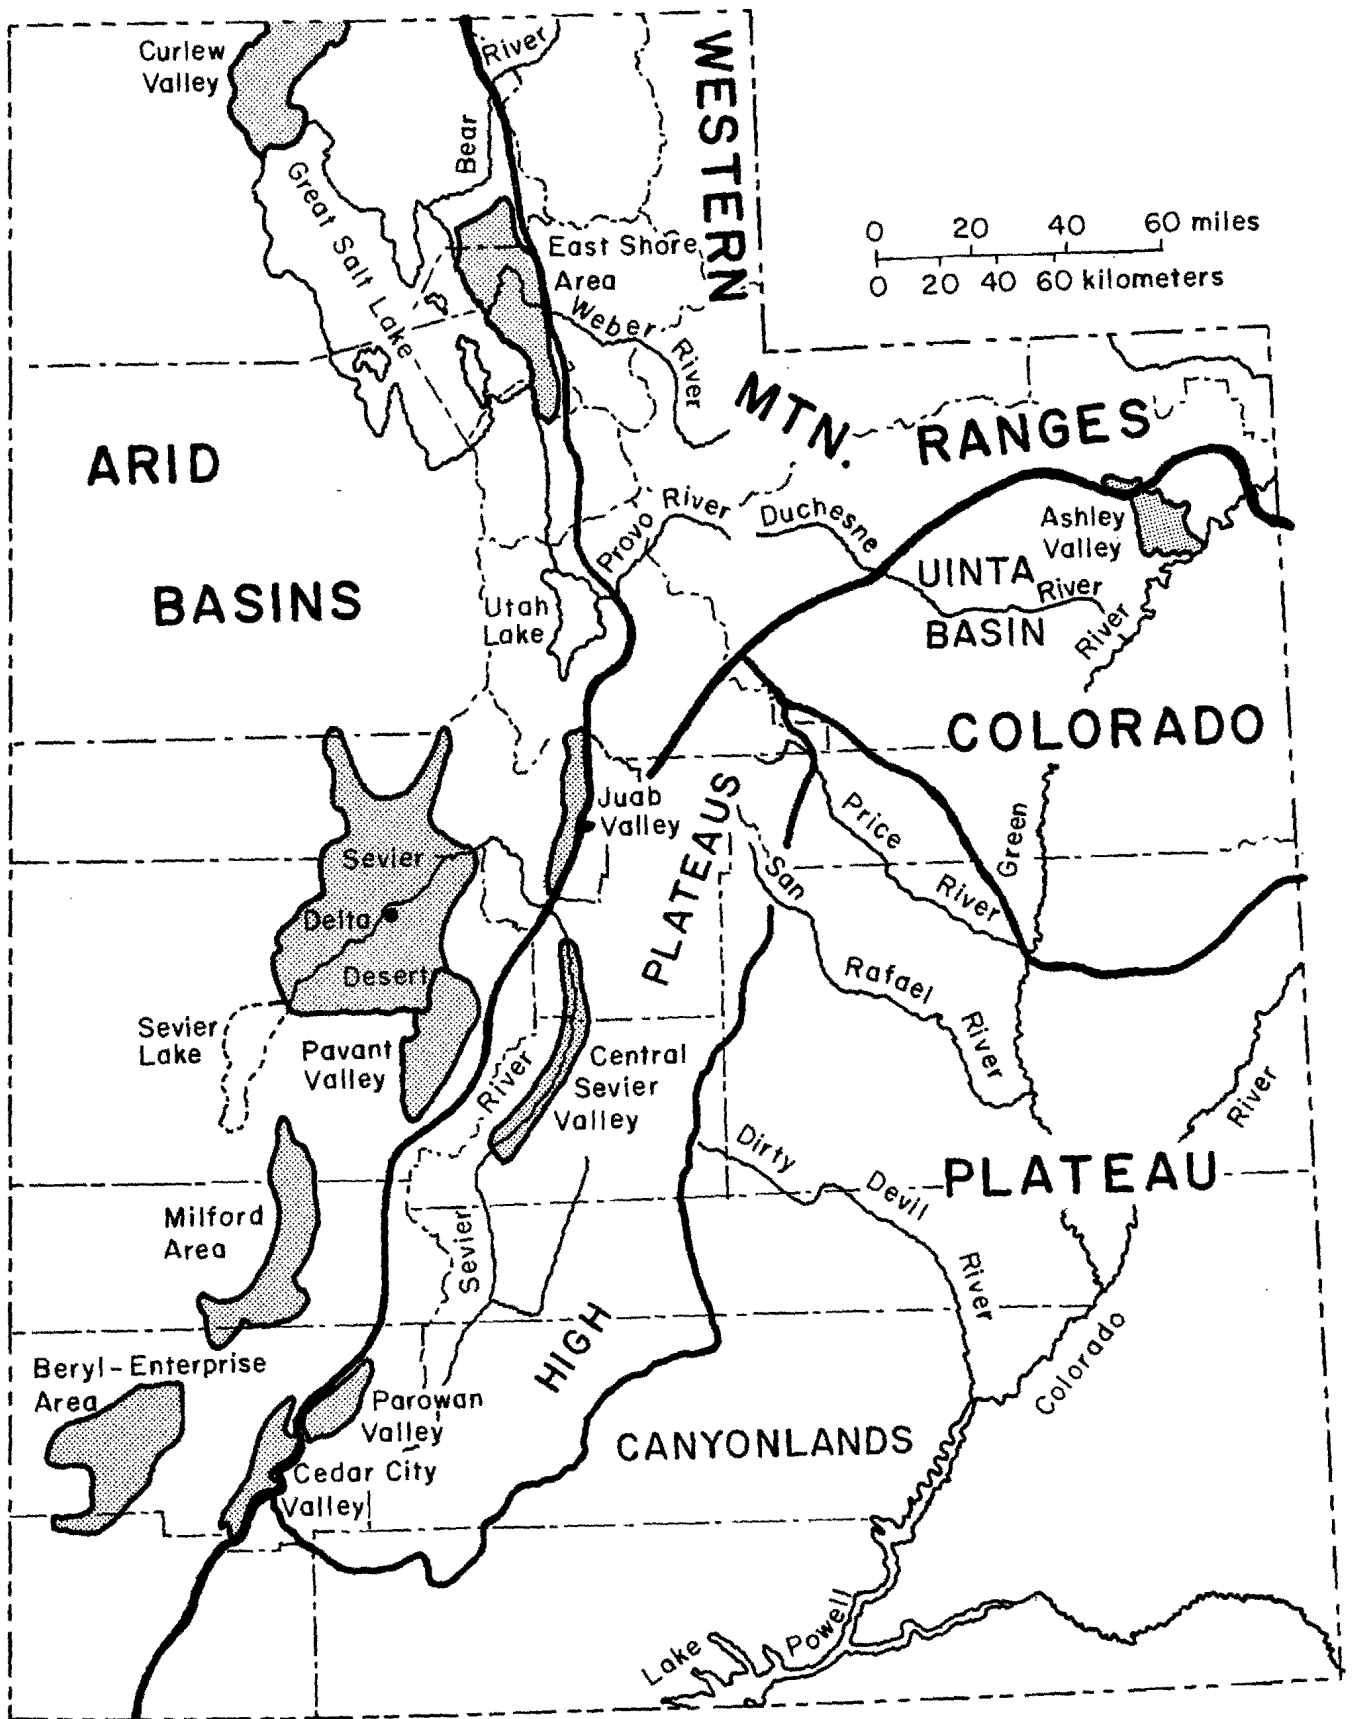 Curlew
Valley
River
Bear
WESTERN
Great Salt Lake
East Shore
Area
0 20 40 60 miles
0 20 40 60 kilometers
Weber River
MTN. RANGES
ARID
BASINS
Provo River
Duchesne
River
Ashley
Valley
UINTA
BASIN
River
Utah
Lake
COLORADO
PLATEAU
Juab
Valley
HIGH
PLATEAUS
Price
River
Green
San
Rafael
River
Sevier
Delta
Desert
Sevier
Lake
Pavant
Valley
River
Central
Sevier
Valley
River
Dirty
Devil
River
Milford
Area
Sevier
Beryl-Enterprise
Area
Parowan
Valley
Cedar City
Valley
CANYONLANDS
Colorado
Lake Powell